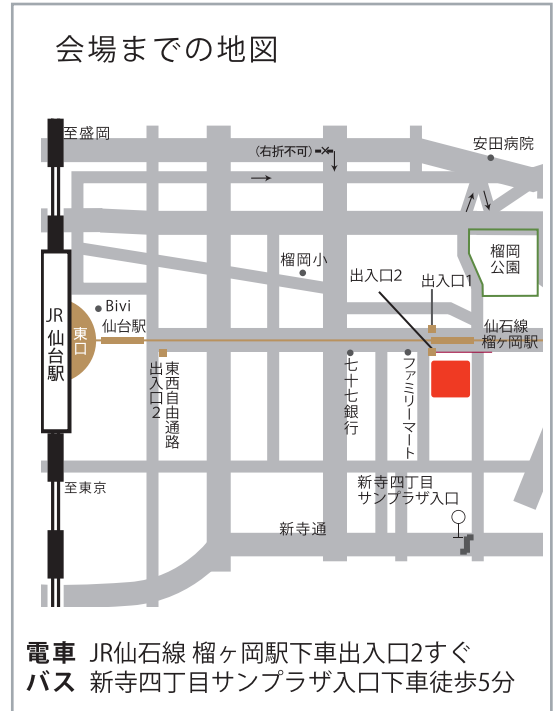 会場までの地図
至盛岡
(右折不可)
安田病院
榴岡
公園
榴岡小
出入口2
出入口1
Bivi
仙台駅
JR仙台駅
東口
仙石線
榴ヶ岡駅
東西自由通路
出入口2
七十七銀行
ファミリーマート
至東京
新寺四丁目
サンプラザ入口
新寺通
電車 JR仙石線 榴ヶ岡駅下車出入口2すぐ
バス 新寺四丁目サンプラザ入口下車徒歩5分